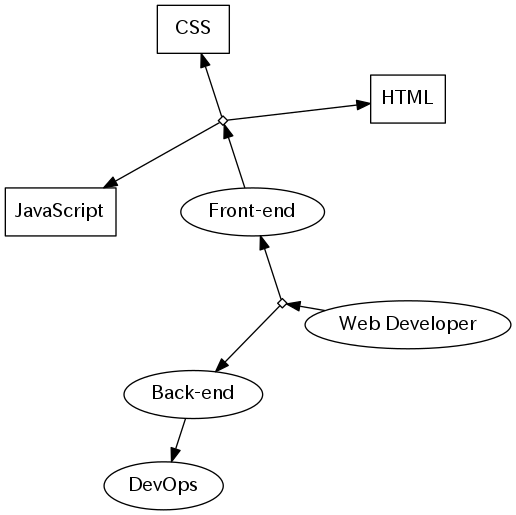 CSS
HTML
JavaScript
Front-end
Web Developer
Back-end
DevOps